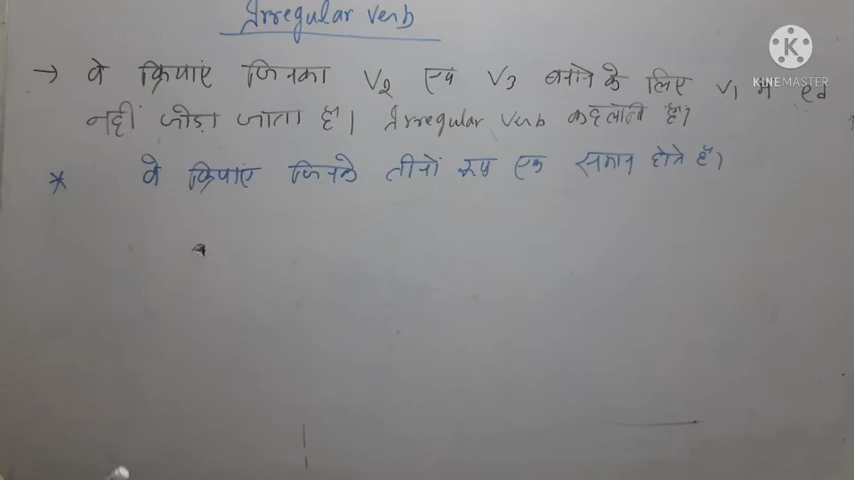 Irregular verb
→ वे क्रियाएं जिनका V2 एवं V3 बनाने के लिए V1 में ed
नहीं जोड़ा जाता है। Irregular verb कहलाती है।
* वे क्रियाएं जिनके तीनों रूप एक समान होते हैं।
K
KINEMASTER